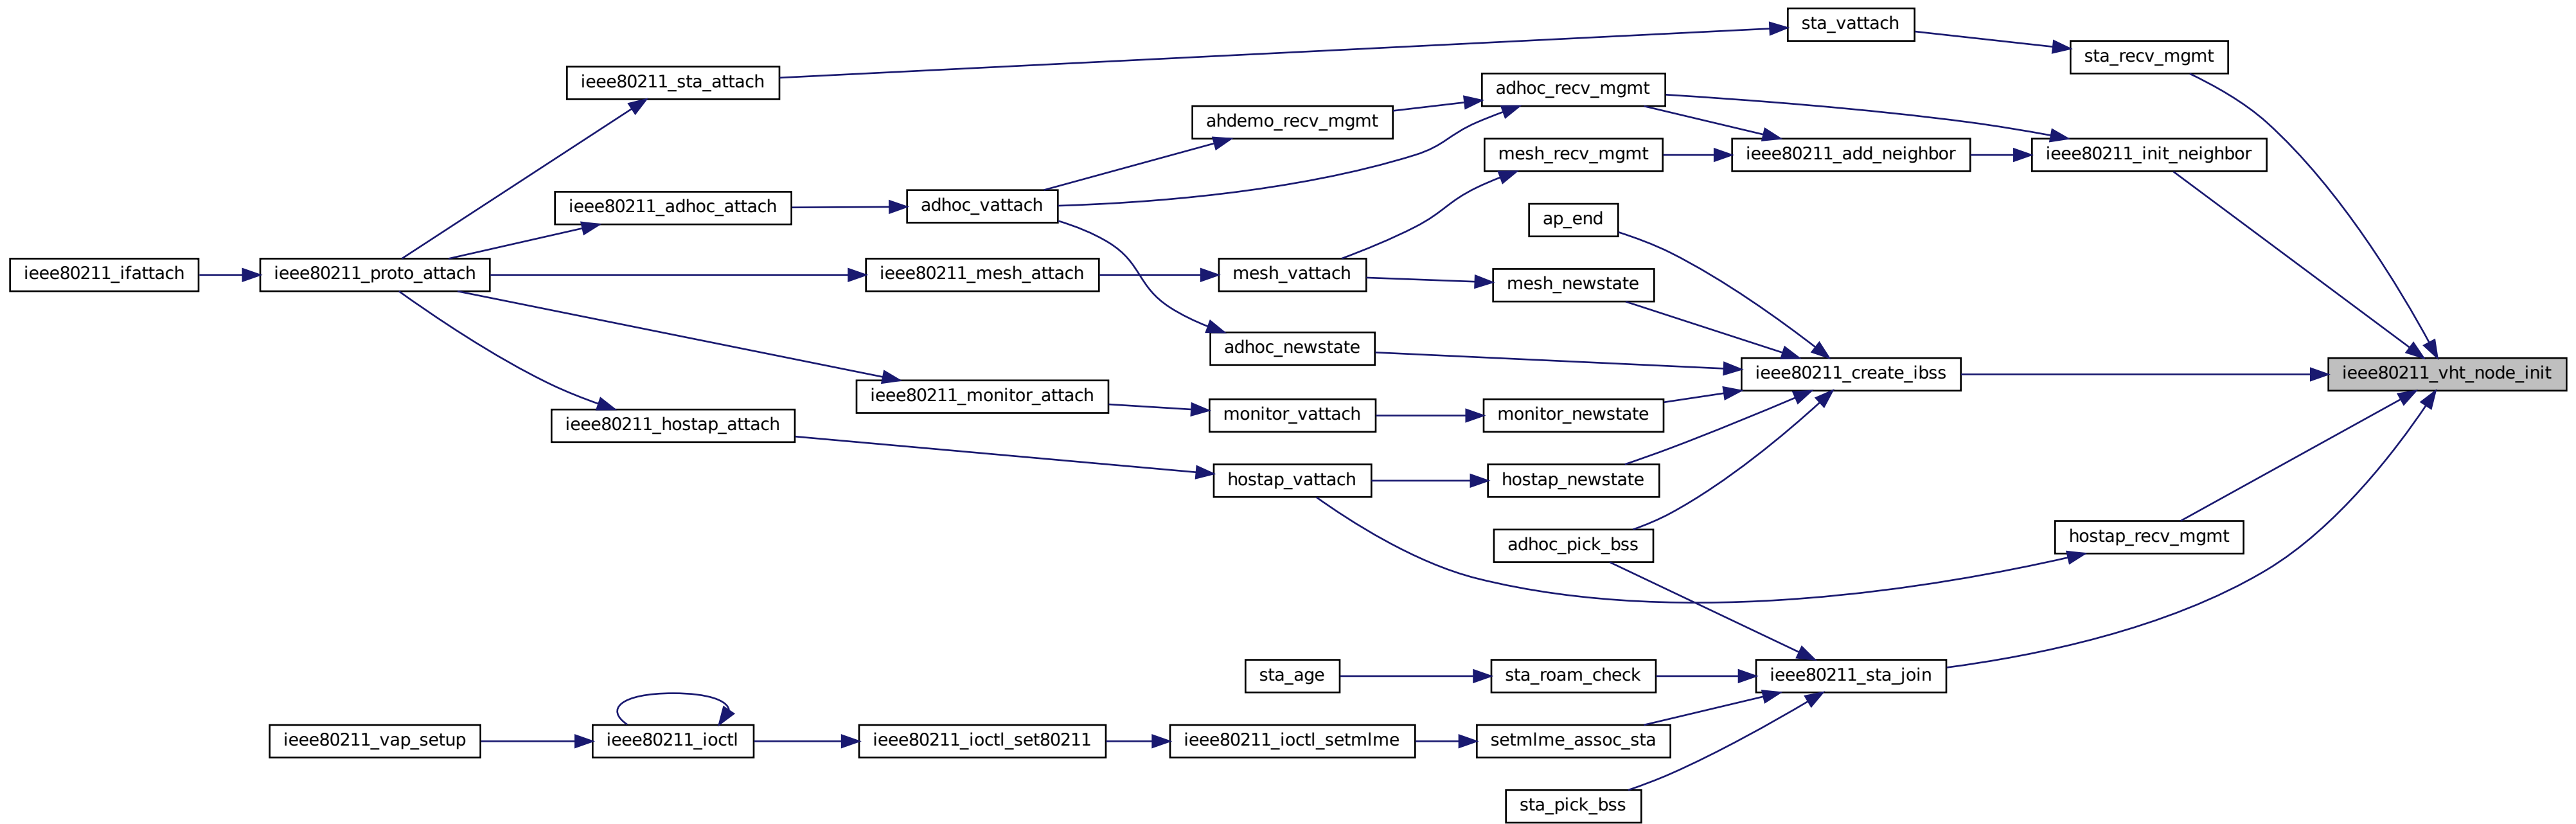 sta_vattach
sta_recv_mgmt
ieee80211_sta_attach
adhoc_recv_mgmt
ahdemo_recv_mgmt
mesh_recv_mgmt
ieee80211_add_neighbor
ieee80211_init_neighbor
ieee80211_adhoc_attach
adhoc_vattach
ap_end
ieee80211_ifattach
ieee80211_proto_attach
ieee80211_mesh_attach
mesh_vattach
mesh_newstate
adhoc_newstate
ieee80211_create_ibss
ieee80211_vht_node_init
ieee80211_monitor_attach
monitor_vattach
monitor_newstate
ieee80211_hostap_attach
hostap_vattach
hostap_newstate
adhoc_pick_bss
hostap_recv_mgmt
sta_age
sta_roam_check
ieee80211_sta_join
ieee80211_vap_setup
ieee80211_ioctl
ieee80211_ioctl_set80211
ieee80211_ioctl_setmlme
setmlme_assoc_sta
sta_pick_bss